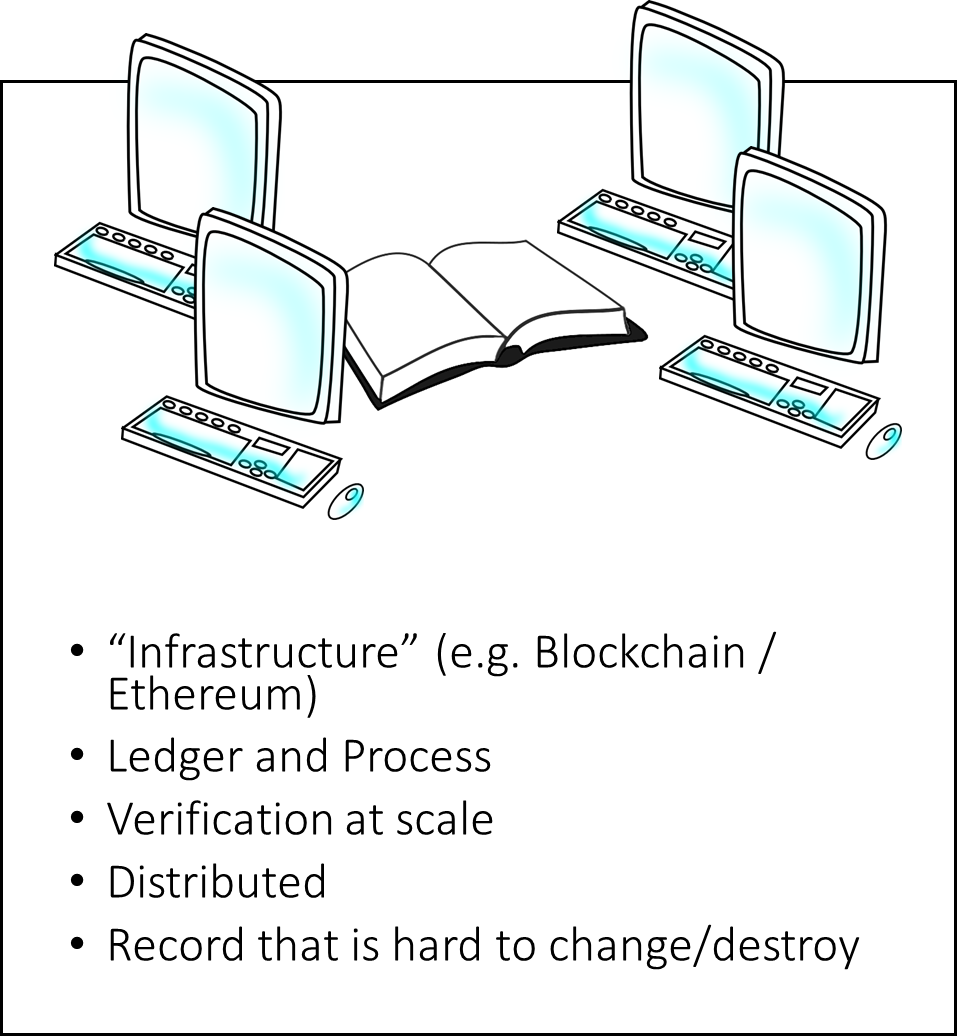 • “Infrastructure” (e.g. Blockchain /
Ethereum)
• Ledger and Process
• Verification at scale
• Distributed
• Record that is hard to change/destroy